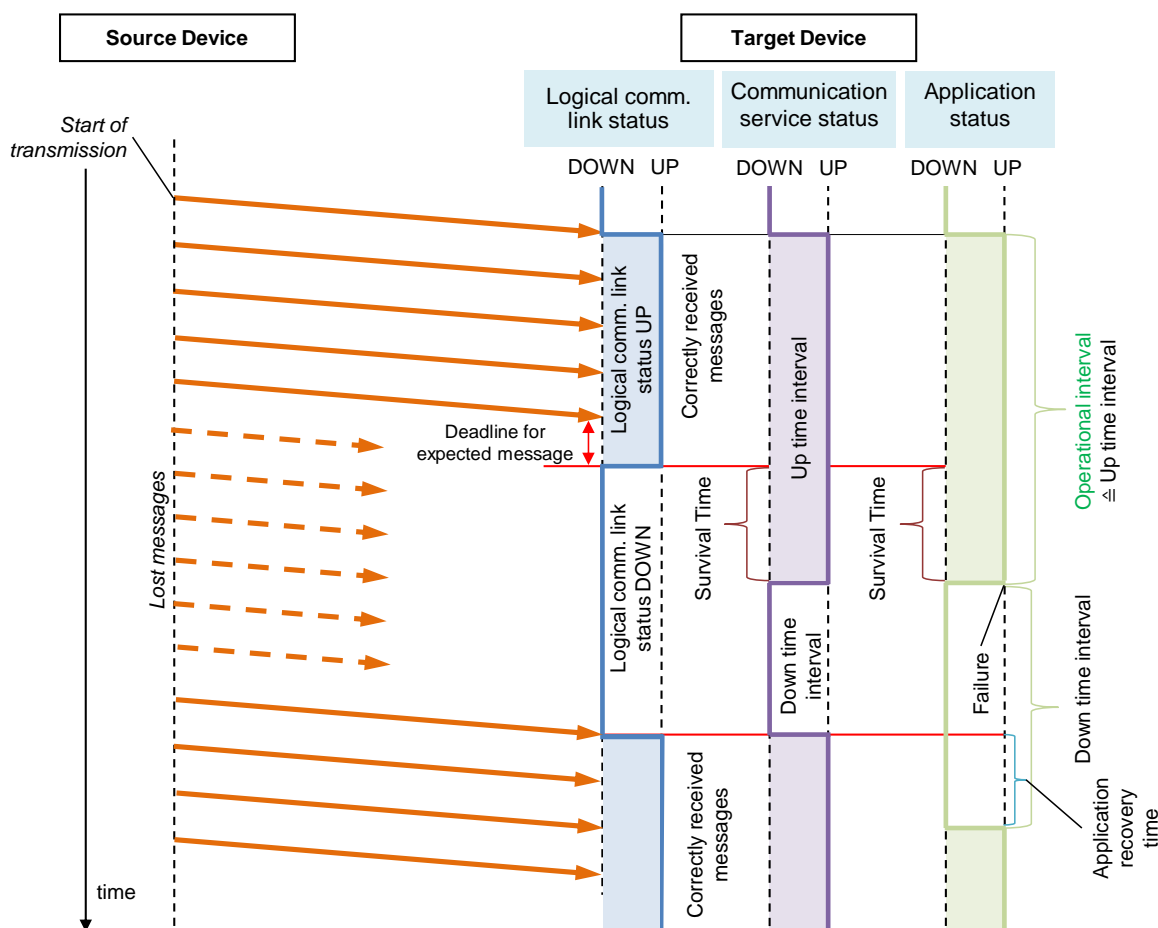 Source Device
Target Device
Logical comm.
link status
Communication
service status
Application
status
Start of
transmission
DOWN UP
DOWN UP
DOWN UP
Logical comm. link
status UP
Correctly received
messages
Up time interval
Operational interval
≙ Up time interval
Deadline for
expected message
Lost messages
Logical comm. link
status DOWN
Survival Time
Survival Time
Down time
interval
Failure
Down time interval
Correctly received
messages
Application
recovery
time
time